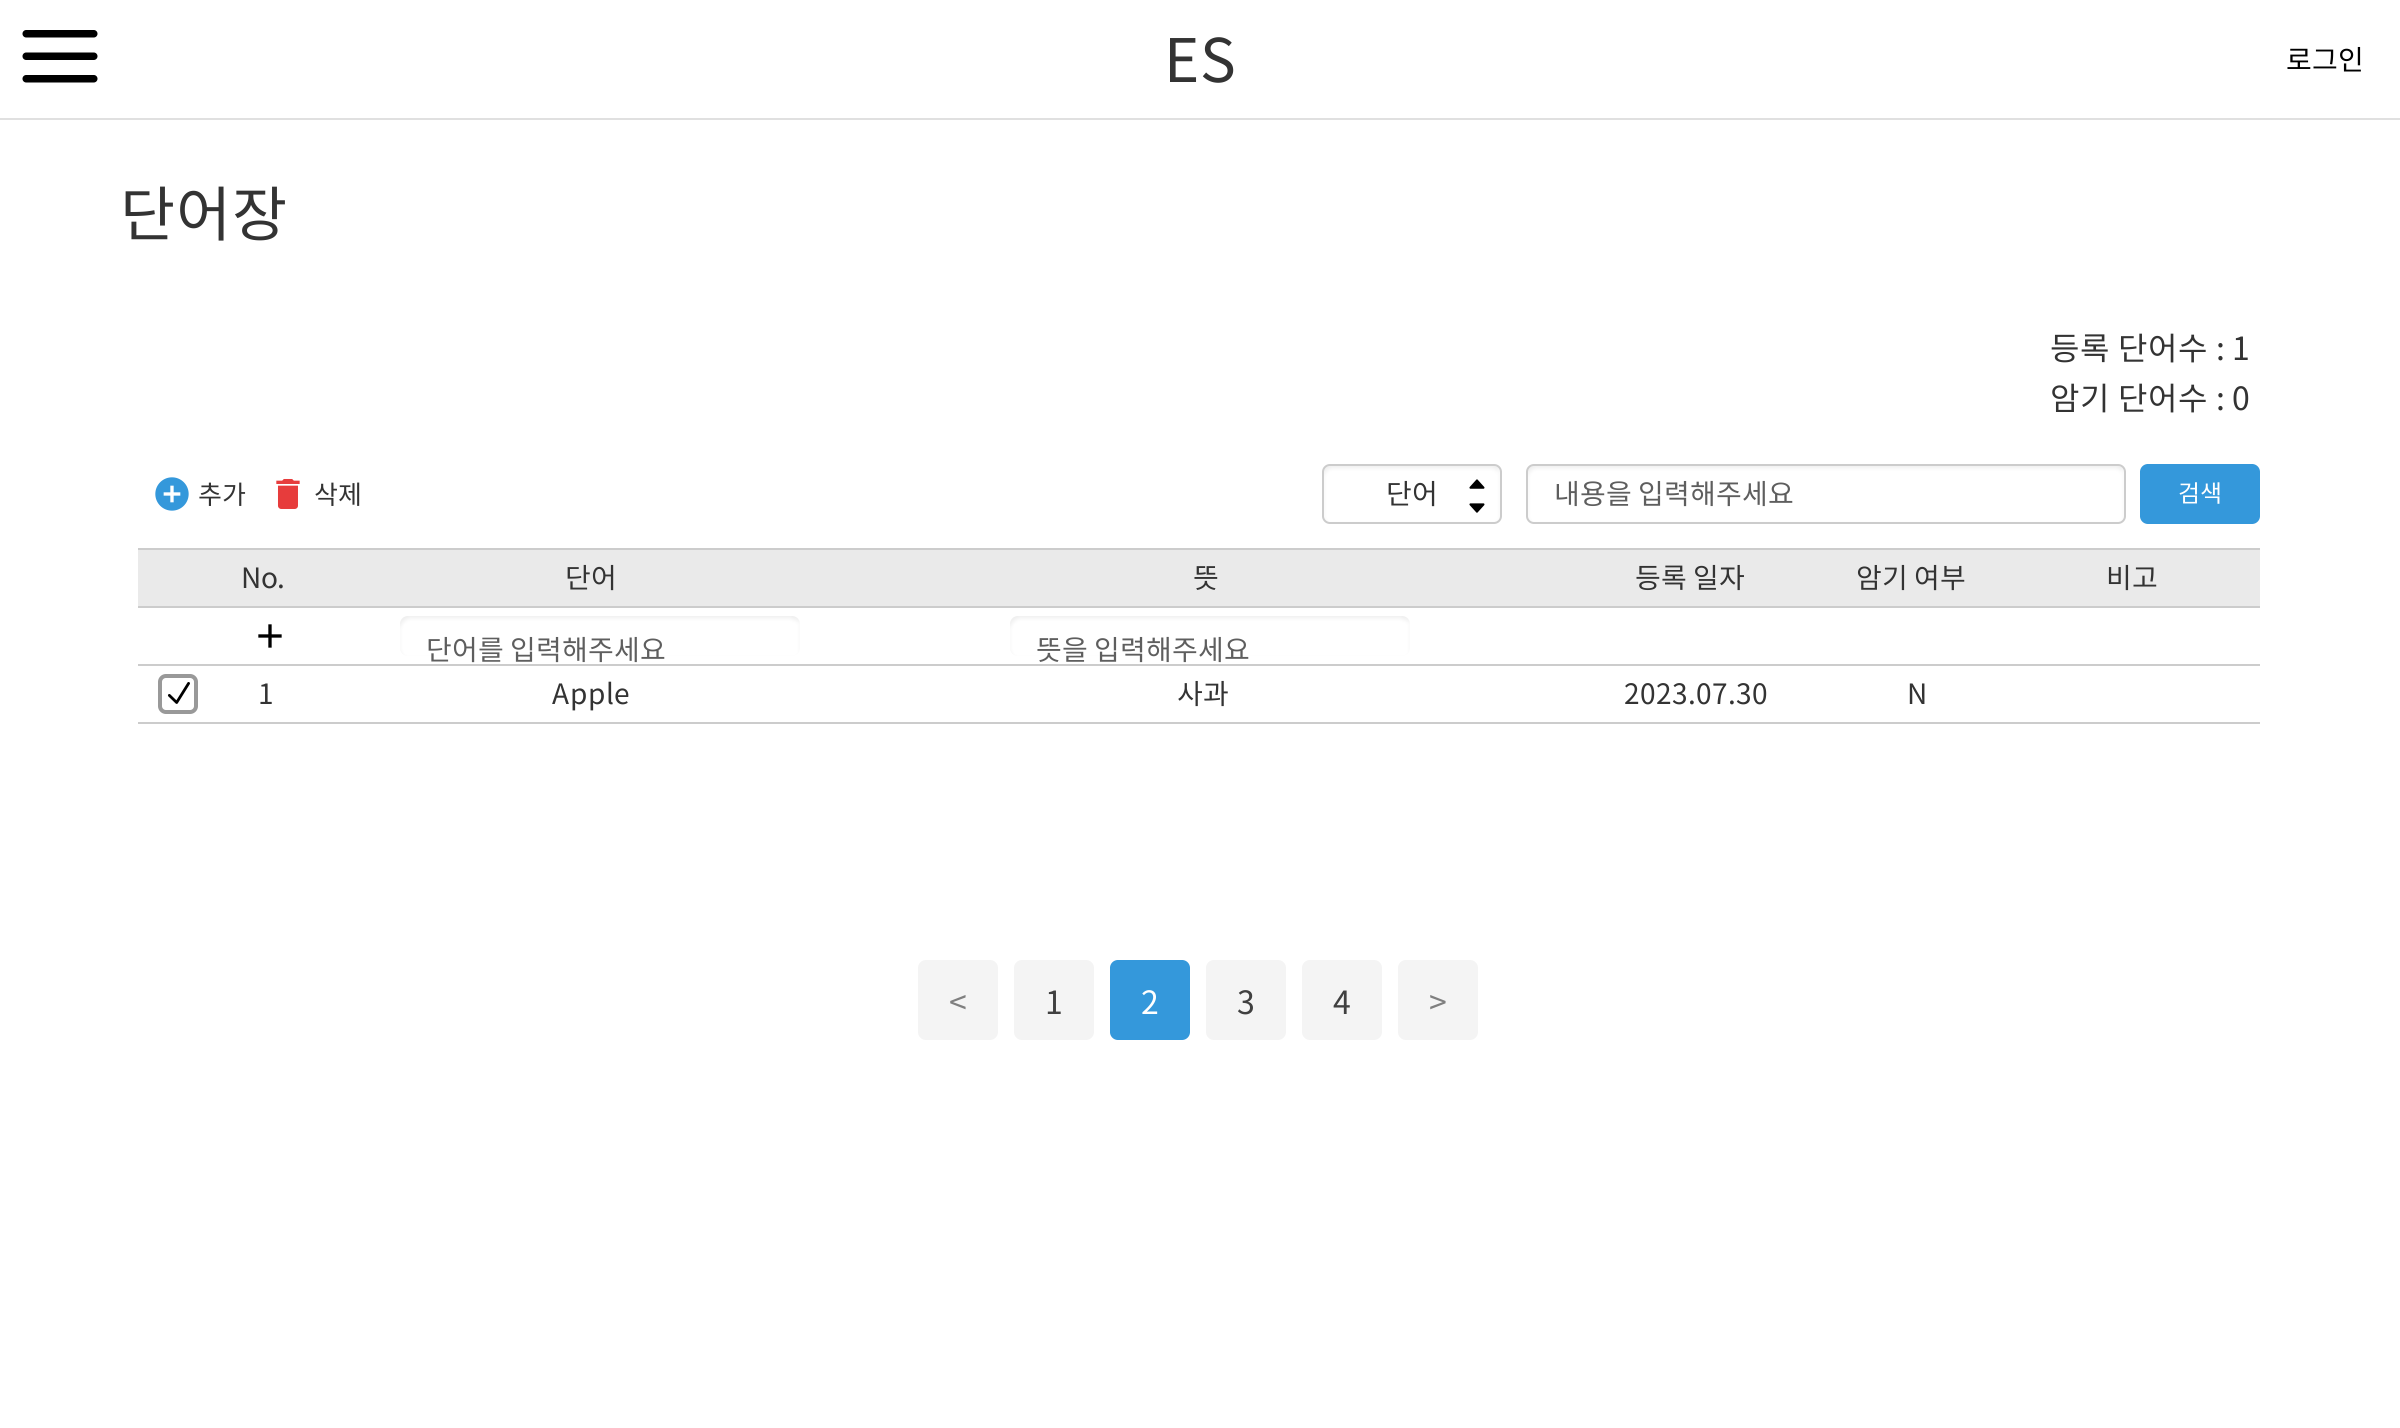 ES
로그인
단어장
등록 단어수 : 1
암기 단어수 : 0
추가 삭제 단어 내용을 입력해주세요 검색
No. 단어 뜻 등록 일자 암기 여부 비고
+ 단어를 입력해주세요 뜻을 입력해주세요
1 Apple 사과 2023.07.30 N
< 1 2 3 4 >